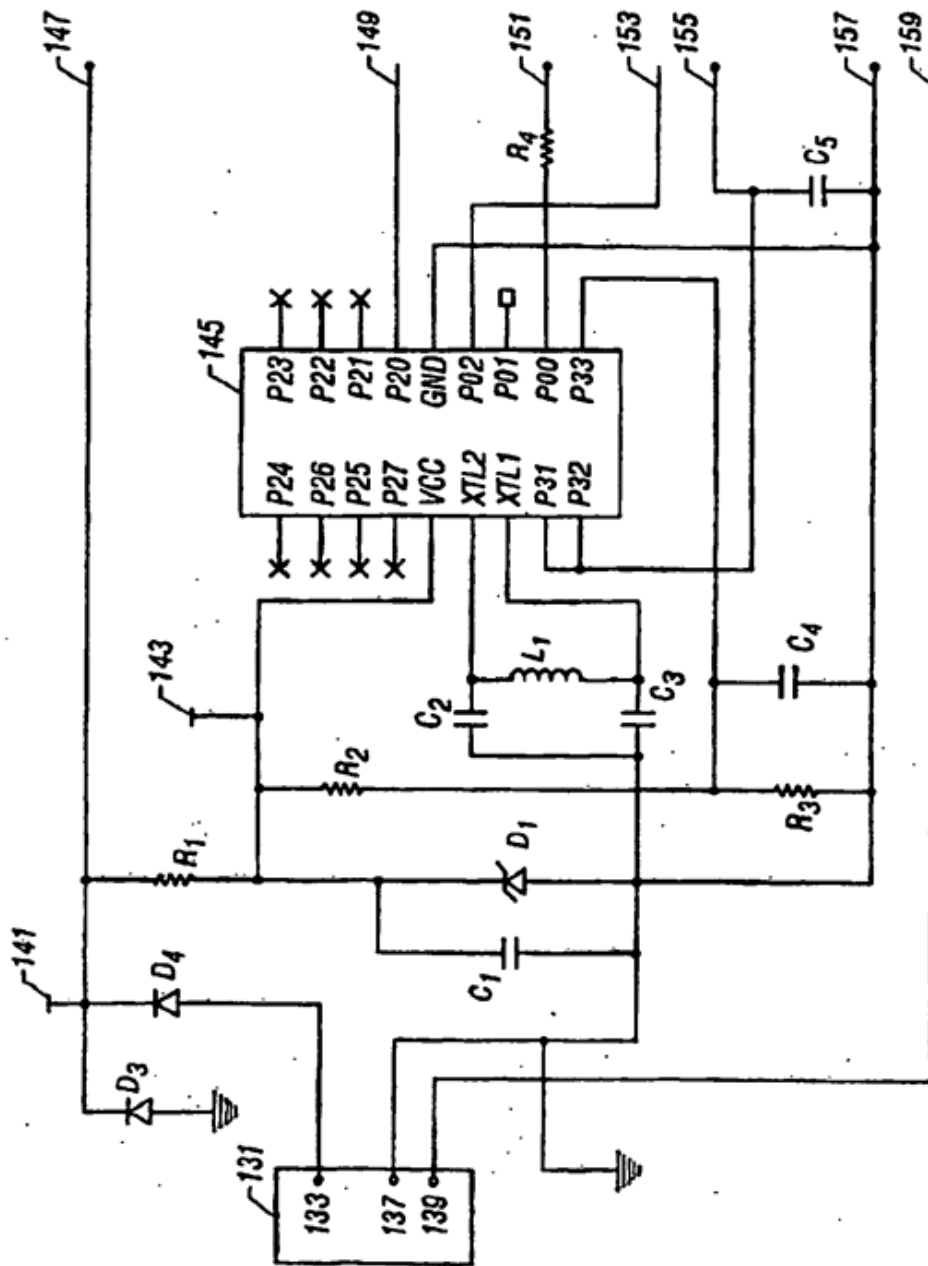 147
149
151
153
155
157
159
R4
C5
145
P23
P22
P21
P20
GND
P02
P01
P00
P33
P24
P26
P25
P27
VCC
XTL2
XTL1
P31
P32
143
L1
C2
C3
C4
R2
R3
R1
D1
141
D4
C1
D3
131
133
137
139